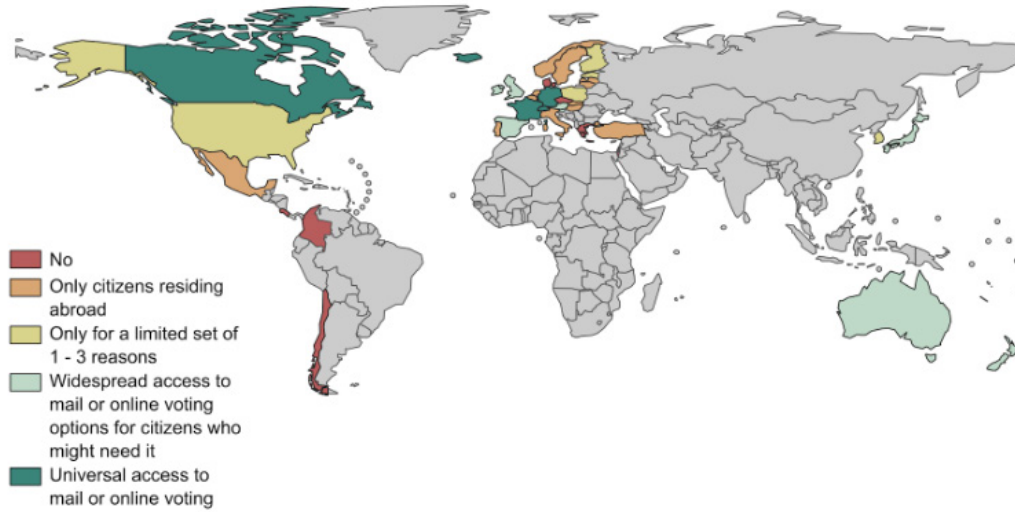 No
Only citizens residing
abroad
Only for a limited set of
1 - 3 reasons
Widespread access to
mail or online voting
options for citizens who
might need it
Universal access to
mail or online voting